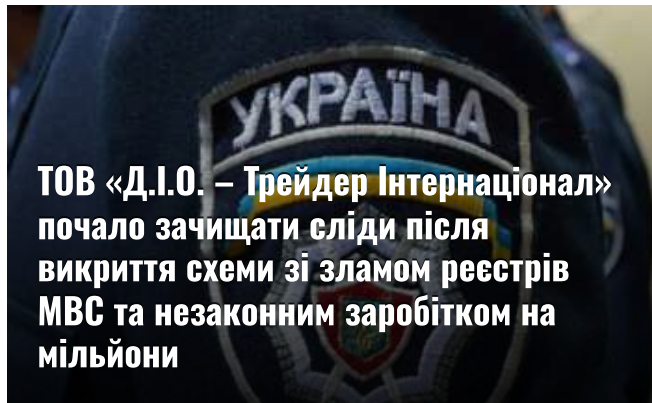 УКРАЇНА
ТОВ «Д.І.О. – Трейдер Інтернаціонал»
почало зачищати сліди після
викриття схеми зі зламом реєстрів
МВС та незаконним заробітком на
мільйони